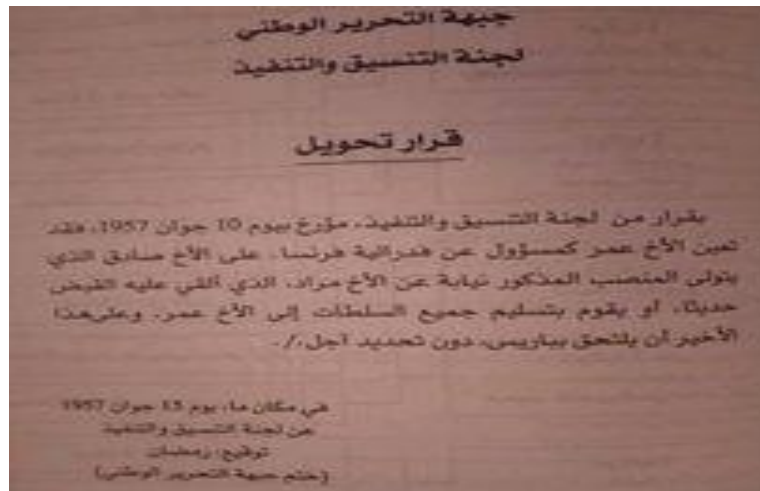 جبهة التحرير الوطني
لجنة التنسيق والتنفيذ
قرار تحويل
بقرار من لجنة التنسيق والتنفيذ، مؤرخ بيوم 10 جوان 1957، فقد
تعين الأخ عمر كمسؤول عن فدرالية فرنسا. على الأخ صادق الذي
يتولى المنصب المذكور نيابة عن الأخ مراد، الذي ألقي عليه القبض
حديثا، أو يقوم بتسليم جميع السلطات إلى الأخ عمر. وعلى هذا
الأخير أن يلتحق بباريس، دون تحديد أجل./.
في مكان ما، يوم 15 جوان 1957
عن لجنة التنسيق والتنفيذ
توقيع: رمضان
(ختم جبهة التحرير الوطني)